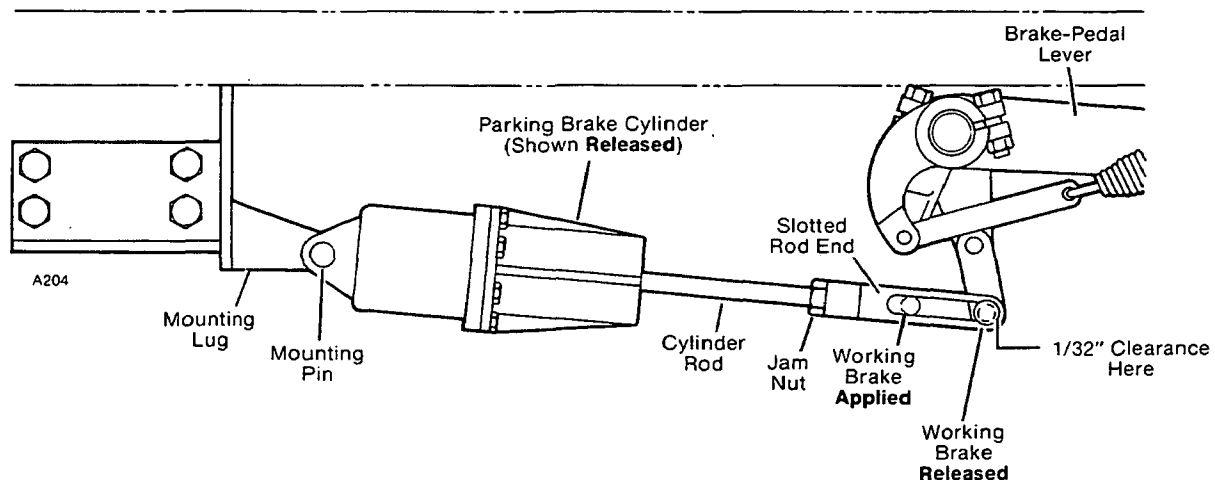 Brake-Pedal
Lever
Parking Brake Cylinder
(Shown Released)
Slotted
Rod End
A204
Mounting
Lug
Mounting
Pin
Cylinder
Rod
Jam
Nut
Working
Brake
Applied
1/32" Clearance
Here
Working
Brake
Released